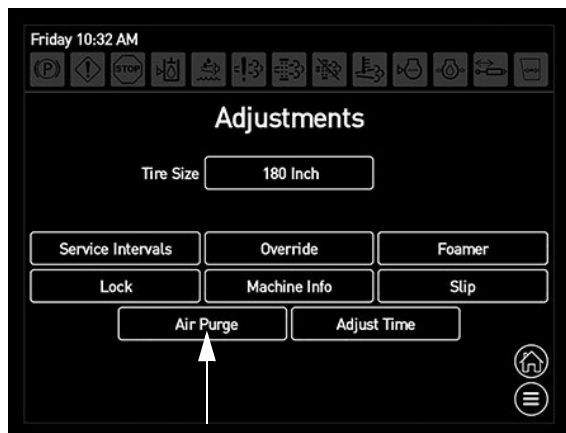 Friday 10:32 AM
(P) STOP
Adjustments
Tire Size 180 Inch
Service Intervals Override Foamer
Lock Machine Info Slip
Air Purge Adjust Time